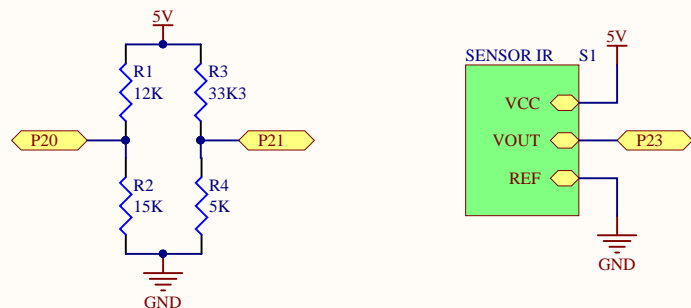 5V
R1
12K
R3
33K3
P20
P21
R2
15K
R4
5K
GND
5V
SENSOR IR S1
VCC
VOUT
P23
REF
GND